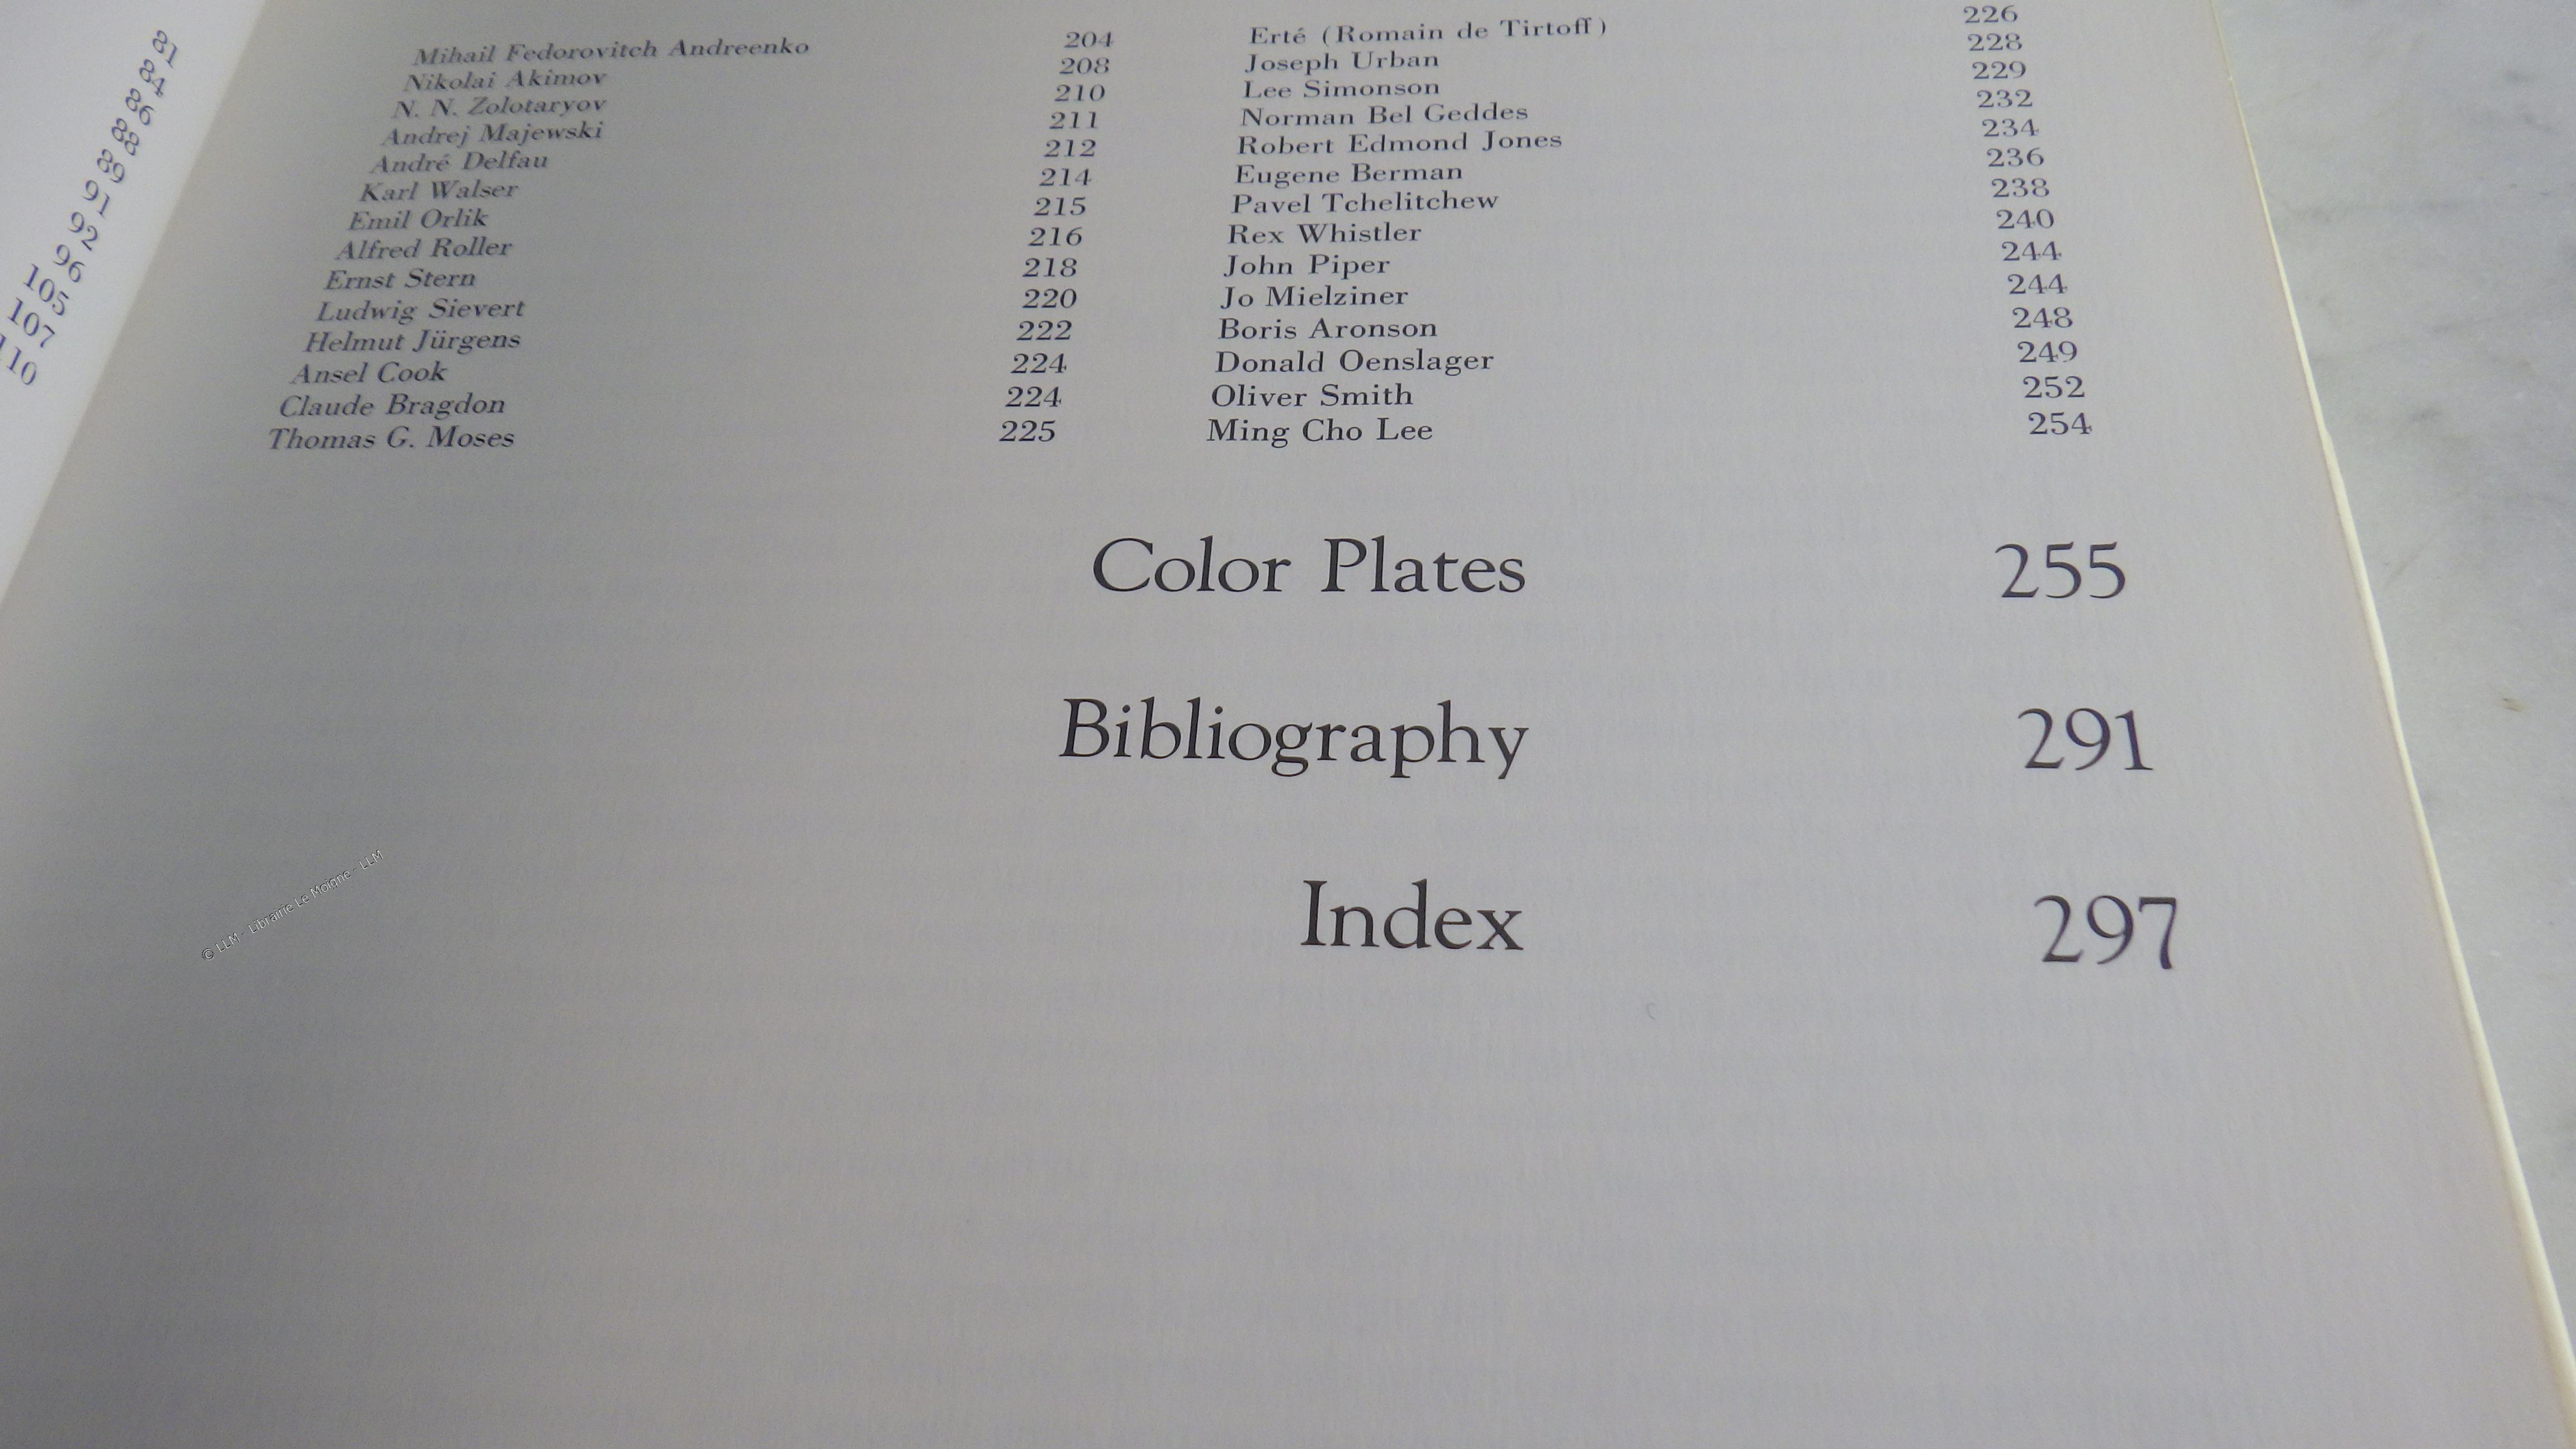 81
84
86
88
89
91
92
96
105
107
110
Mihail Fedorovitch Andreenko 204
Nikolai Akimov 208
N. N. Zolotaryov 210
Andrej Majewski 211
André Delfau 212
Karl Walser 214
Emil Orlik 215
Alfred Roller 216
Ernst Stern 218
Ludwig Sievert 220
Helmut Jürgens 222
Ansel Cook 224
Claude Bragdon 224
Thomas G. Moses 225
Erté (Romain de Tirtoff) 226
Joseph Urban 228
Lee Simonson 229
Norman Bel Geddes 232
Robert Edmond Jones 234
Eugene Berman 236
Pavel Tchelitchew 238
Rex Whistler 240
John Piper 244
Jo Mielziner 244
Boris Aronson 248
Donald Oenslager 249
Oliver Smith 252
Ming Cho Lee 254
Color Plates 255
Bibliography 291
Index 297
© LLM - Librairie Le Moigne - LLM